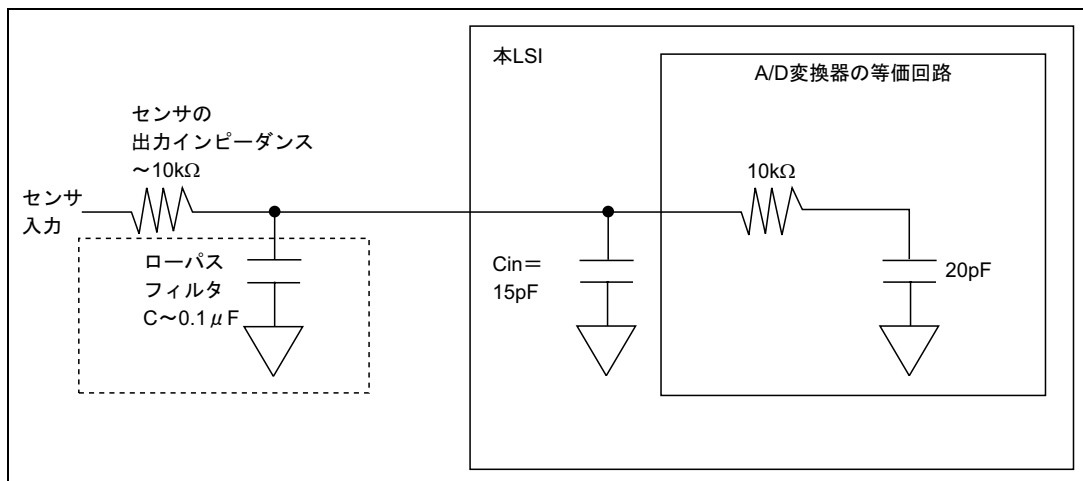 本LSI
A/D変換器の等価回路
センサの
出力インピーダンス
～10kΩ
10kΩ
センサ
入力
ローパス
フィルタ
C～0.1μF
Cin＝
15pF
20pF